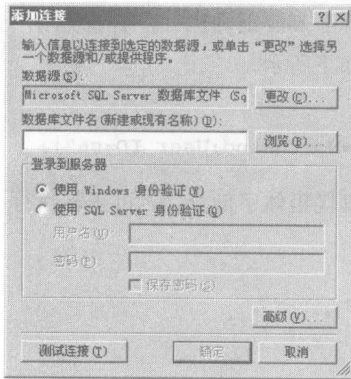 添加连接
输入信息以连接到选定的数据源,或单击“更改”选择另
一个数据源和/或提供程序。
数据源(S):
Microsoft SQL Server 数据库文件 (Sq
更改(C)...
数据库文件名(新建或现有名称)(D):
浏览(B)...
登录到服务器
使用 Windows 身份验证(W)
使用 SQL Server 身份验证(Q)
用户名(U)
密码(P)
保存密码(S)
高级(V)...
测试连接(T)
确定
取消